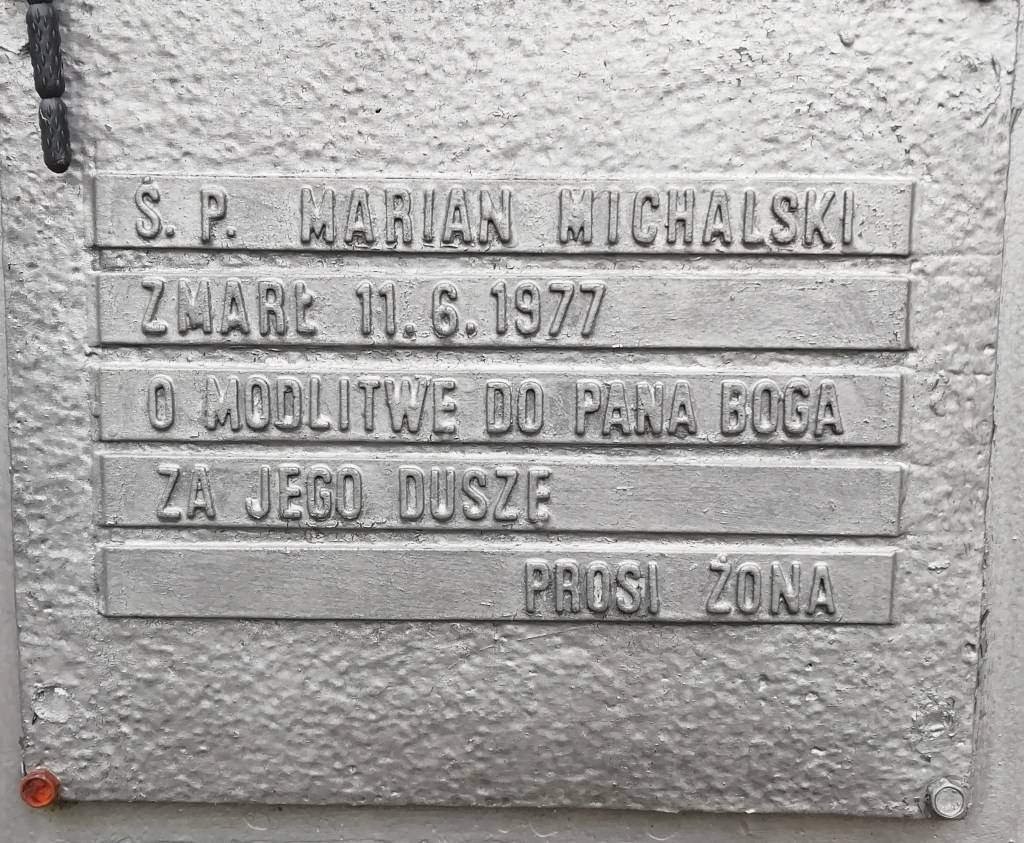 Ś. P. MARIAN MICHALSKI
ZMARŁ 11.6.1977
O MODLITWE DO PANA BOGA
ZA JEGO DUSZE
PROSI ŻONA